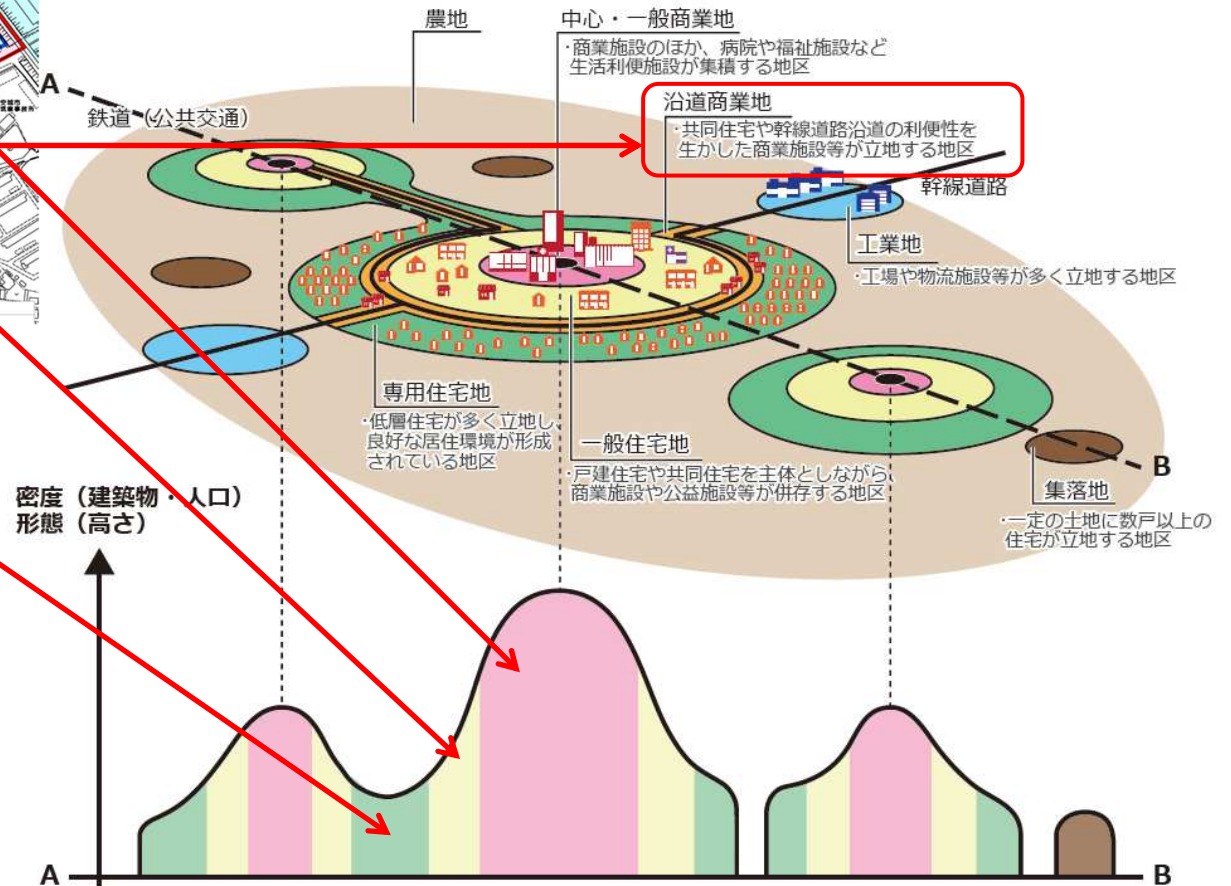 農地
中心・一般商業地
・商業施設のほか、病院や福祉施設など
生活利便施設が集積する地区
A
鉄道（公共交通）
沿道商業地
・共同住宅や幹線道路沿道の利便性を
生かした商業施設等が立地する地区
幹線道路
工業地
・工場や物流施設等が多く立地する地区
専用住宅地
・低層住宅が多く立地し、
良好な居住環境が形成
されている地区
一般住宅地
・戸建住宅や共同住宅を主体としながら
商業施設や公益施設等が併存する地区
B
集落地
・一定の土地に数戸以上の
住宅が立地する地区
密度（建築物・人口）
形態（高さ）
A
B